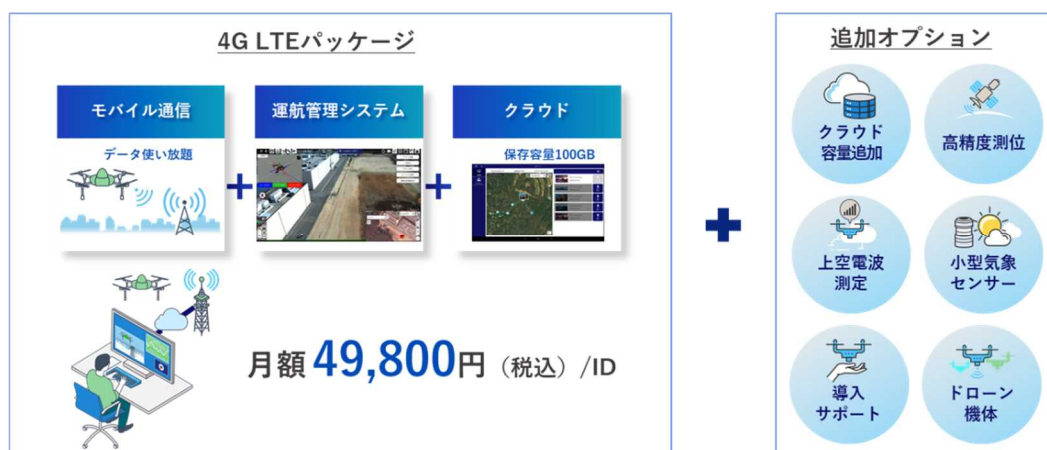 4G LTEパッケージ
モバイル通信
データ使い放題
運航管理システム
クラウド
保存容量100GB
月額 49,800円（税込）/ID
追加オプション
クラウド
容量追加
高精度測位
上空電波
測定
小型気象
センサー
導入
サポート
ドローン
機体